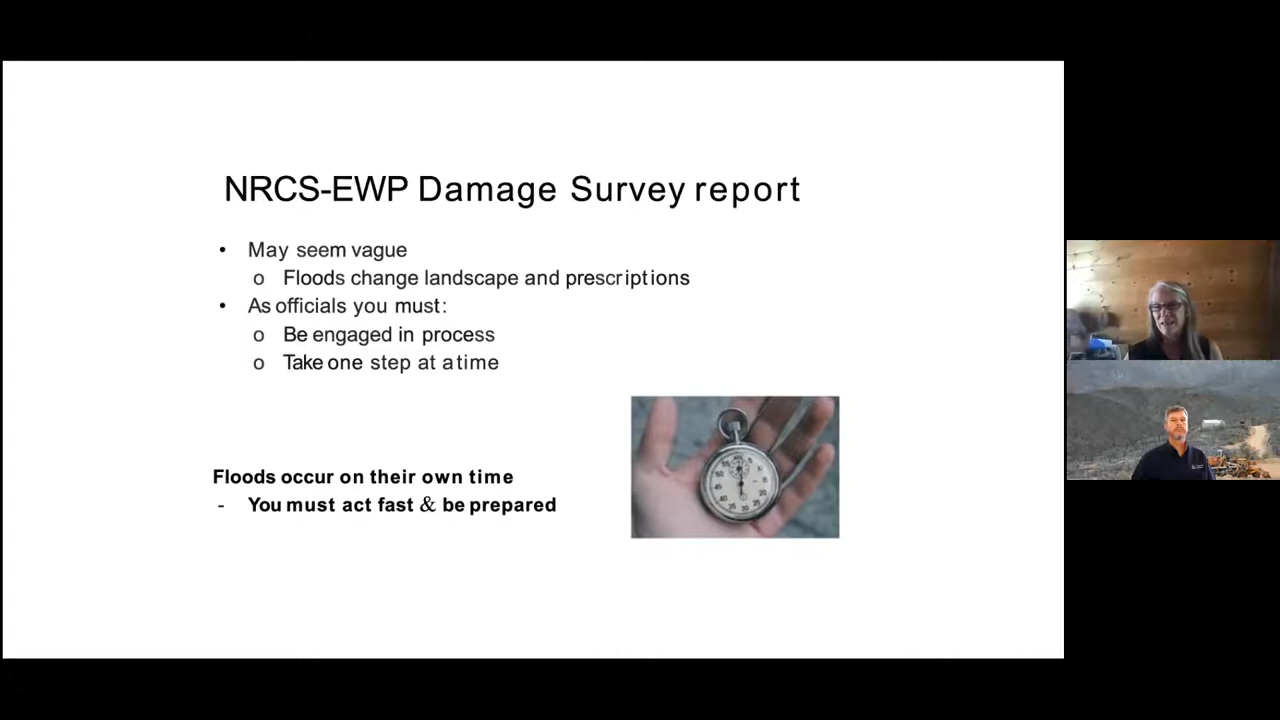 NRCS-EWP Damage Survey report
• May seem vague
o Floods change landscape and prescriptions
• As officials you must:
o Be engaged in process
o Take one step at a time
Floods occur on their own time
- You must act fast & be prepared